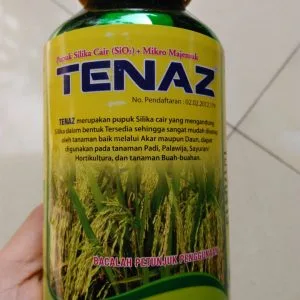 Pupuk Silika Cair (SiO₂) + Mikro Majemuk
TENAZ
No. Pendaftaran : 02.02.2012.176
TENAZ merupakan pupuk Silika cair yang mengandung
Silika dalam bentuk Tersedia sehingga sangat mudah diserap
oleh tanaman baik melalui Akar maupun Daun, dapat
digunakan pada tanaman Padi, Palawija, Sayuran/
Hortikultura, dan tanaman Buah-buahan.
BACALAH PETUNJUK PENGGUNAAN